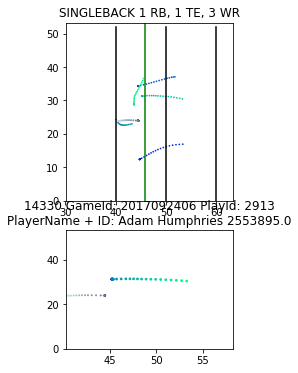 SINGLEBACK 1 RB, 1 TE, 3 WR
50
40
30
20
10
0
30 40 50 60
14330 GameId: 2017092406 PlayId: 2913
PlayerName + ID: Adam Humphries 2553895.0
40
20
0
45 50 55